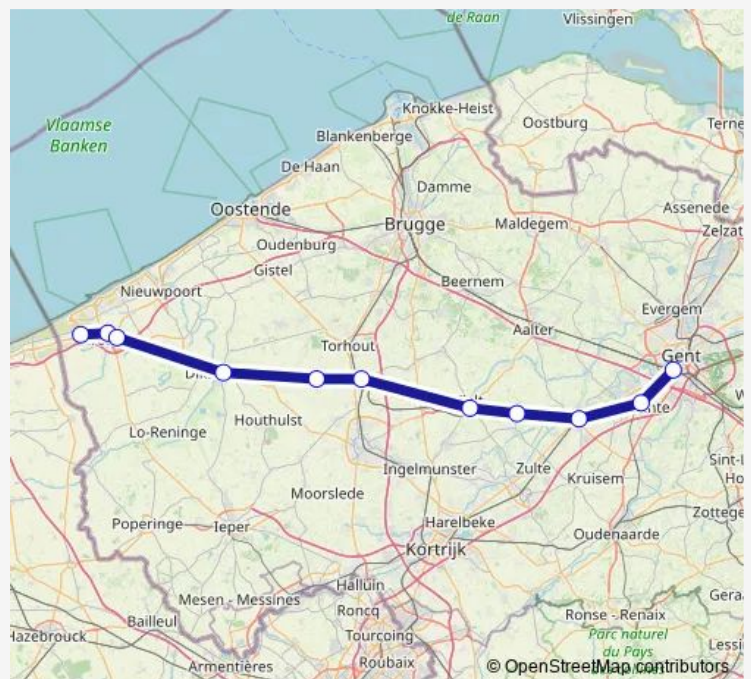 de Raan
Vlissingen
Knokke-Heist
Vlaamse
Banken
Oostburg
Terne
Blankenberge
De Haan
Damme
Assenede
Oostende
Brugge
Maldegem
Zelzat
Oudenburg
Gistel
Beernem
Nieuwpoort
Evergem
Aalter
Torhout
Gent
Houthulst
Lo-Reninge
Ingelmunster
Zulte
Kruisem
Sint-L
Ho
Moorslede
Zottege
Poperinge
Ieper
Harelbeke
Oudenaarde
Kortrijk
Halluin
Mesen - Messines
Gera
Roncq
Ronse - Renaix
Bailleul
Tourcoing
Parc naturel
du Pays
Hazebrouck
Lessi
Armentières
Roubaix
© OpenStreetMap contributors